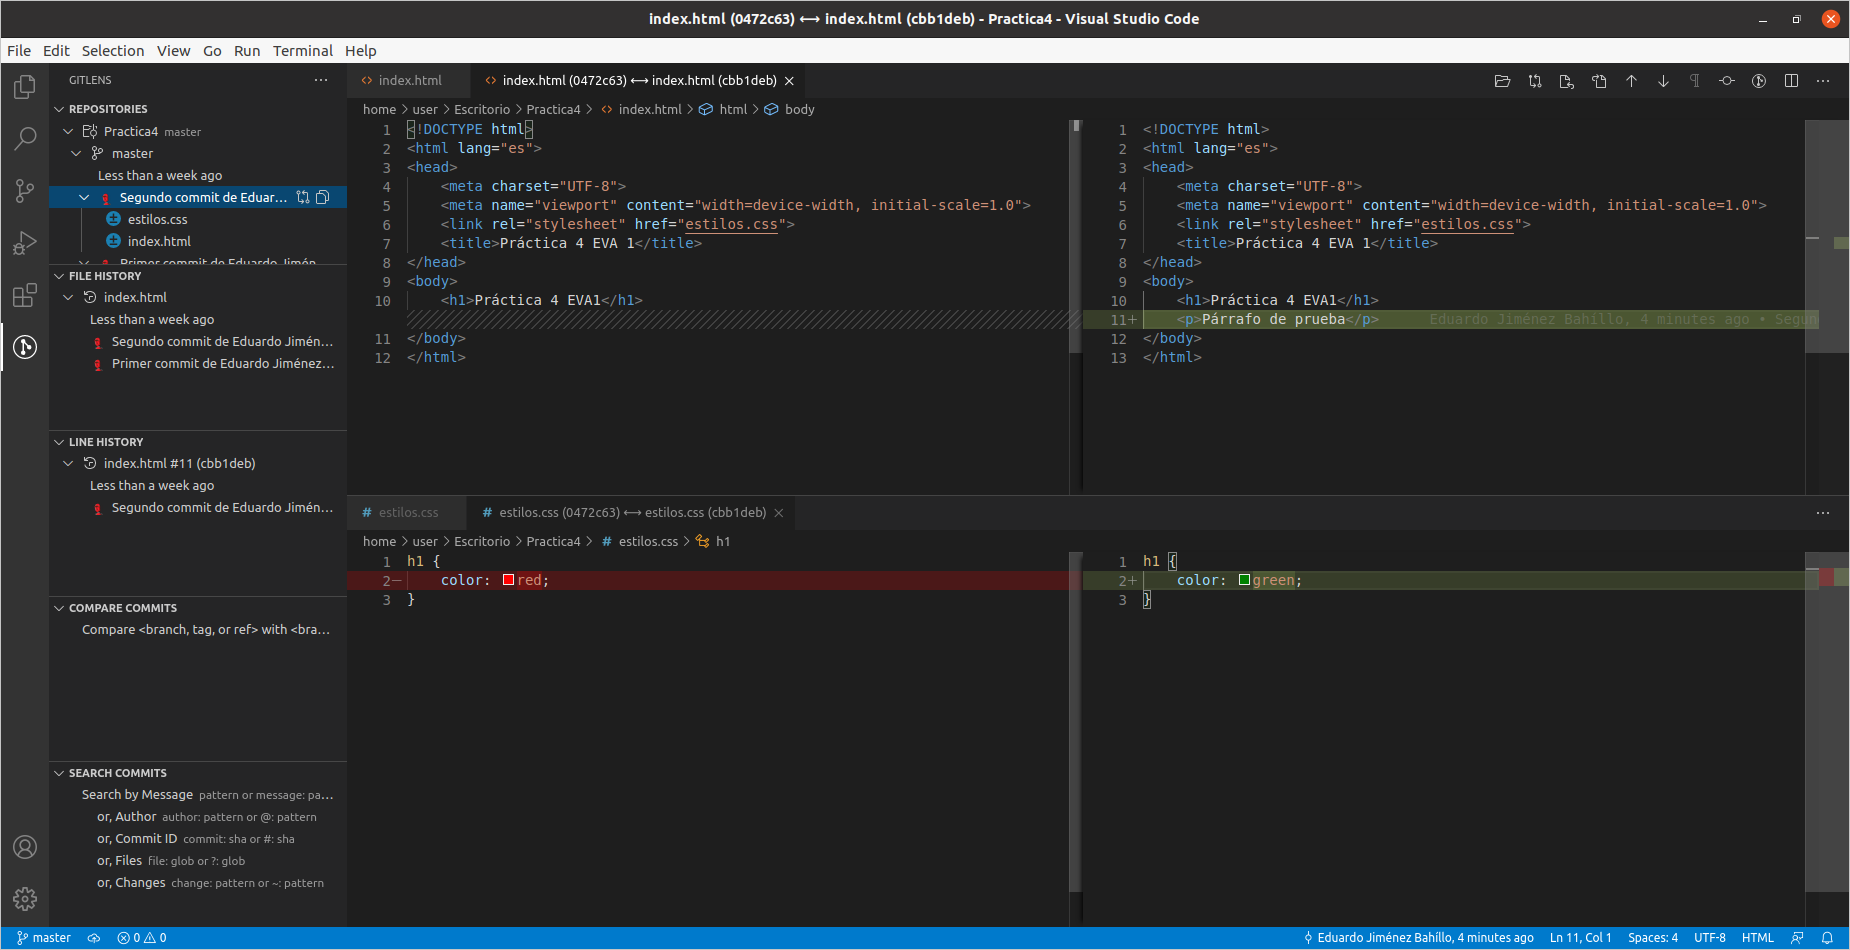 index.html (0472c63) ⟷ index.html (cbb1deb) - Practica4 - Visual Studio Code
File Edit Selection View Go Run Terminal Help
GITLENS
REPOSITORIES
Practica4 master
master
Less than a week ago
Segundo commit de Eduar...
estilos.css
index.html
Primer commit de Eduardo Jimén
FILE HISTORY
index.html
Less than a week ago
Segundo commit de Eduardo Jimén...
Primer commit de Eduardo Jiménez...
LINE HISTORY
index.html #11 (cbb1deb)
Less than a week ago
Segundo commit de Eduardo Jimén...
COMPARE COMMITS
Compare <branch, tag, or ref> with <bra...
SEARCH COMMITS
Search by Message pattern or message: pa...
or, Author author: pattern or @: pattern
or, Commit ID commit: sha or #: sha
or, Files file: glob or ?: glob
or, Changes change: pattern or ~: pattern
index.html
index.html (0472c63) ⟷ index.html (cbb1deb)
home > user > Escritorio > Practica4 > index.html > html > body
1 <!DOCTYPE html>
2 <html lang="es">
3 <head>
4 <meta charset="UTF-8">
5 <meta name="viewport" content="width=device-width, initial-scale=1.0">
6 <link rel="stylesheet" href="estilos.css">
7 <title>Práctica 4 EVA 1</title>
8 </head>
9 <body>
10 <h1>Práctica 4 EVA1</h1>
11 </body>
12 </html>
1 <!DOCTYPE html>
2 <html lang="es">
3 <head>
4 <meta charset="UTF-8">
5 <meta name="viewport" content="width=device-width, initial-scale=1.0">
6 <link rel="stylesheet" href="estilos.css">
7 <title>Práctica 4 EVA 1</title>
8 </head>
9 <body>
10 <h1>Práctica 4 EVA1</h1>
11+ <p>Párrafo de prueba</p> Eduardo Jiménez Bahíllo, 4 minutes ago • Segun
12 </body>
13 </html>
# estilos.css
# estilos.css (0472c63) ⟷ estilos.css (cbb1deb)
home > user > Escritorio > Practica4 > # estilos.css > h1
1 h1 {
2− color: red;
3 }
1 h1 {
2+ color: green;
3 }
master
0 0
Eduardo Jiménez Bahíllo, 4 minutes ago Ln 11, Col 1 Spaces: 4 UTF-8 HTML